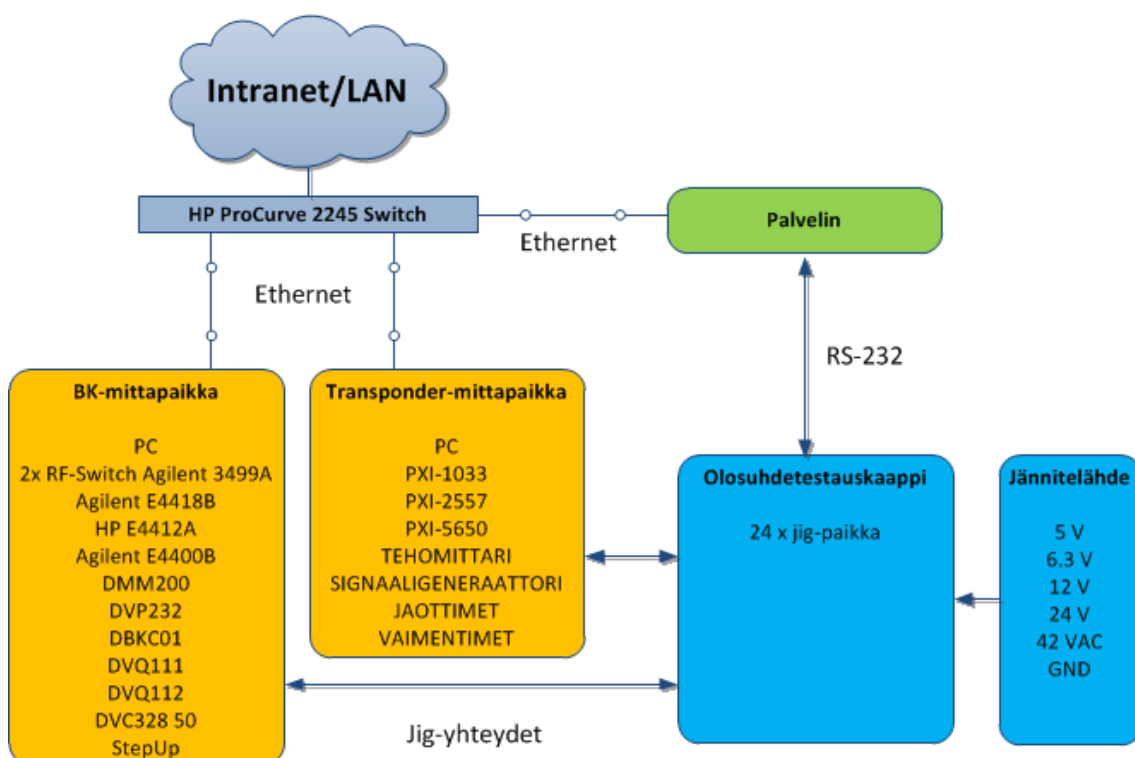 Intranet/LAN
HP ProCurve 2245 Switch
Ethernet
Palvelin
Ethernet
RS-232
BK-mittapaikka
PC
2x RF-Switch Agilent 3499A
Agilent E4418B
HP E4412A
Agilent E4400B
DMM200
DVP232
DBKC01
DVQ111
DVQ112
DVC328 50
StepUp
Transponder-mittapaikka
PC
PXI-1033
PXI-2557
PXI-5650
TEHOMITTARI
SIGNAALIGENERAATTORI
JAOTTIMET
VAIMENTIMET
Olosuhdetestauskaappi
24 x jig-paikka
Jännitelähde
5 V
6.3 V
12 V
24 V
42 VAC
GND
Jig-yhteydet